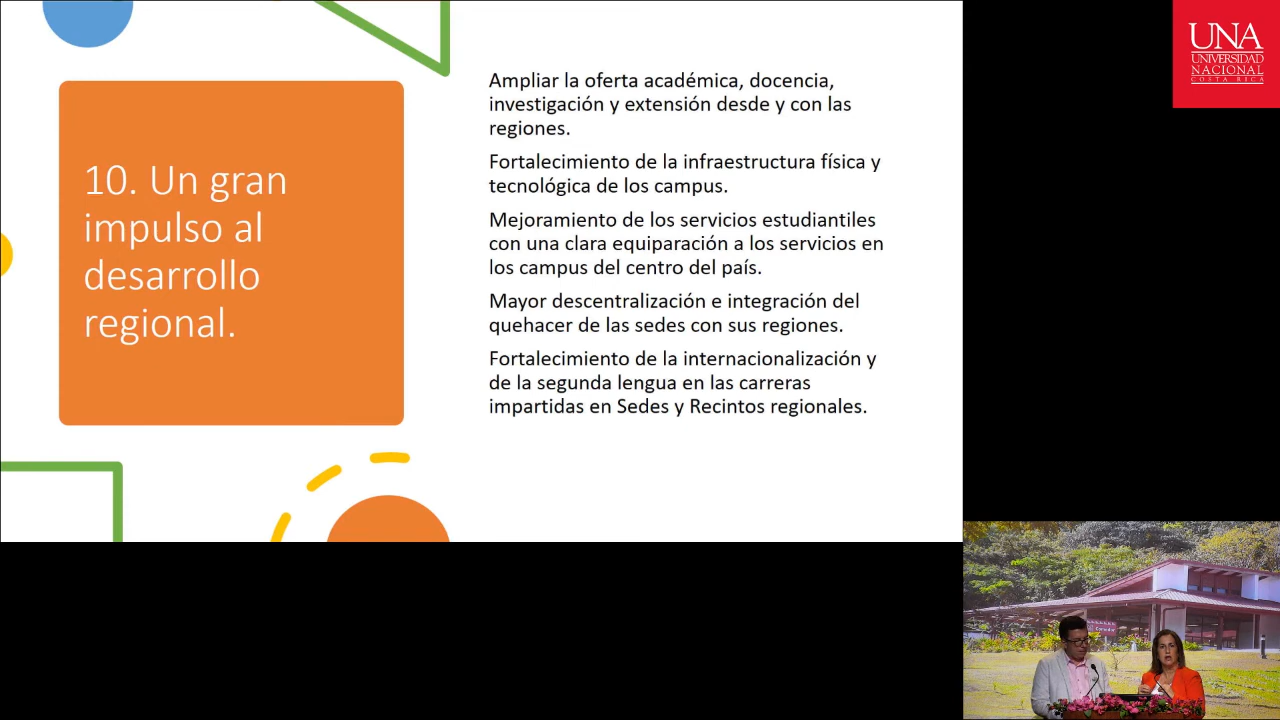 10. Un gran
impulso al
desarrollo
regional.
Ampliar la oferta académica, docencia,
investigación y extensión desde y con las
regiones.
Fortalecimiento de la infraestructura física y
tecnológica de los campus.
Mejoramiento de los servicios estudiantiles
con una clara equiparación a los servicios en
los campus del centro del país.
Mayor descentralización e integración del
quehacer de las sedes con sus regiones.
Fortalecimiento de la internacionalización y
de la segunda lengua en las carreras
impartidas en Sedes y Recintos regionales.
UNA
UNIVERSIDAD
NACIONAL
COSTA RICA